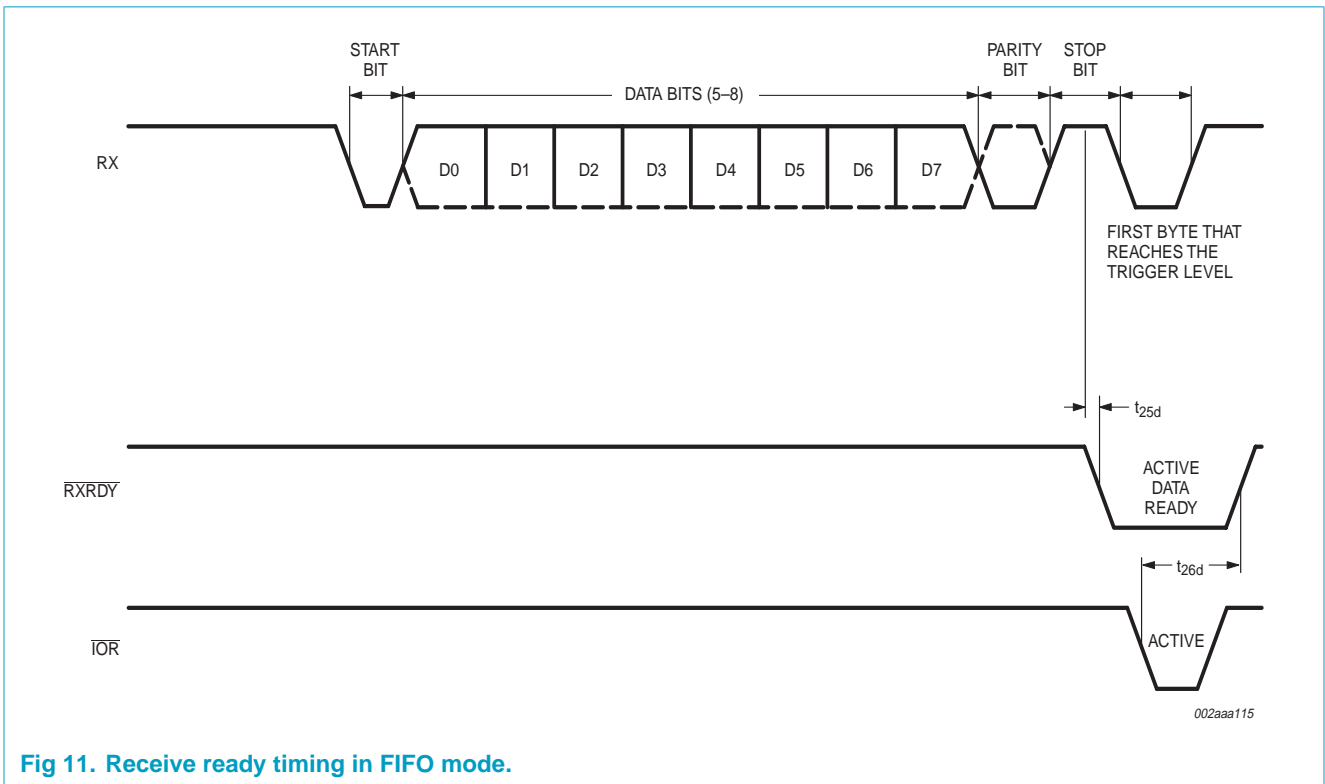 START
BIT
DATA BITS (5–8)
PARITY
BIT
STOP
BIT
RX
D0
D1
D2
D3
D4
D5
D6
D7
FIRST BYTE THAT
REACHES THE
TRIGGER LEVEL
t25d
RXRDY
ACTIVE
DATA
READY
t26d
IOR
ACTIVE
002aaa115
Fig 11. Receive ready timing in FIFO mode.